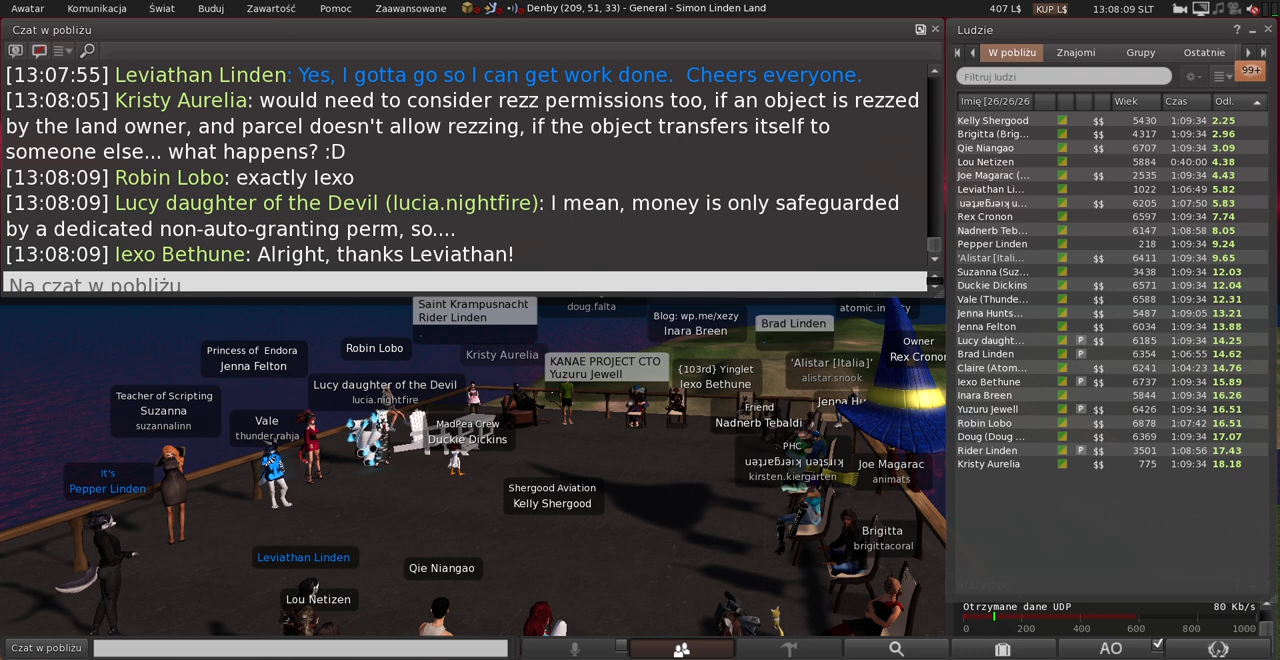 Awatar Komunikacja Świat Buduj Zawartość Pomoc Zaawansowane Denby (209, 51, 33) - General - Simon Linden Land 407 L$ KUP L$ 13:08:09 SLT
Czat w pobliżu
[13:07:55] Leviathan Linden: Yes, I gotta go so I can get work done. Cheers everyone.
[13:08:05] Kristy Aurelia: would need to consider rezz permissions too, if an object is rezzed
by the land owner, and parcel doesn't allow rezzing, if the object transfers itself to
someone else... what happens? :D
[13:08:09] Robin Lobo: exactly Iexo
[13:08:09] Lucy daughter of the Devil (lucia.nightfire): I mean, money is only safeguarded
by a dedicated non-auto-granting perm, so....
[13:08:09] Iexo Bethune: Alright, thanks Leviathan!
Na czat w pobliżu
Saint Krampusnacht
Rider Linden
doug.falta
Blog: wp.me/xezy
Inara Breen
Brad Linden
Owner
Rex Cronon
Princess of Endora
Jenna Felton
Robin Lobo
Kristy Aurelia
KANAE PROJECT CTO
Yuzuru Jewell
{103rd} Yinglet
Iexo Bethune
'Alistar [Italia]'
alistar.snook
Teacher of Scripting
Suzanna
suzannalinn
Lucy daughter of the Devil
lucia.nightfire
Vale
thunder.rahja
MadPea Crew
Duckie Dickins
Friend
Nadnerb Tebaldi
Jenna Hu
PHC
kirsten.kiergarten
Joe Magarac
animats
It's
Pepper Linden
Shergood Aviation
Kelly Shergood
Brigitta
brigittacoral
Leviathan Linden
Qie Niangao
Lou Netizen
Ludzie
W pobliżu Znajomi Grupy Ostatnie
99+
Filtruj ludzi
Imię [26/26/26 Wiek Czas Odl.
Kelly Shergood $$ 5430 1:09:34 2.25
Brigitta (Brig... $$ 4317 1:09:34 2.96
Qie Niangao $$ 6707 1:09:34 3.09
Lou Netizen 5884 0:40:00 4.38
Joe Magarac (... $$ 2535 1:09:34 4.43
Leviathan Li... 1022 1:06:49 5.82
$$ 6205 1:07:50 5.83
Rex Cronon 6597 1:09:34 7.74
Nadnerb Teb... 6147 1:08:58 8.05
Pepper Linden 218 1:09:34 9.24
'Alistar [Itali... $$ 6411 1:09:34 9.65
Suzanna (Suz... 3438 1:09:34 12.03
Duckie Dickins $$ 6571 1:09:34 12.04
Vale (Thunde... $$ 6588 1:09:34 12.31
Jenna Hunts... $$ 5487 1:09:05 13.21
Jenna Felton $$ 6034 1:09:34 13.88
Lucy daught... P $$ 6185 1:09:34 14.25
Brad Linden P 6354 1:06:55 14.62
Claire (Atom... $$ 6241 1:04:23 14.76
Iexo Bethune P $$ 6737 1:09:34 15.89
Inara Breen 5844 1:09:34 16.26
Yuzuru Jewell P $$ 6426 1:09:34 16.51
Robin Lobo $$ 6878 1:07:42 16.51
Doug (Doug ... $$ 6369 1:09:34 17.07
Rider Linden P $$ 3501 1:08:56 17.43
Kristy Aurelia $$ 775 1:09:34 18.18
Otrzymane dane UDP 80 Kb/s
0 200 400 600 800 1000
Czat w pobliżu
AO